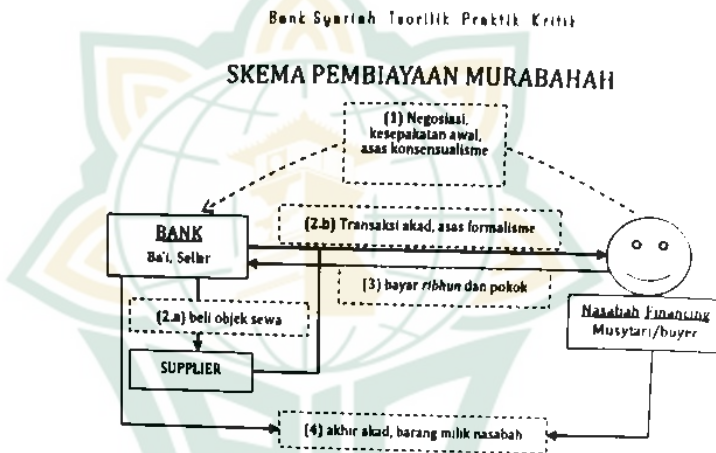 Bank Syariah Teoritik Praktik Kritik
SKEMA PEMBIAYAAN MURABAHAH
(1) Negosiasi,
kesepakatan awal,
asas konsensualisme
BANK
Ba'i, Seller
(2.b) Transaksi akad, asas formalisme
(3) bayar ribhun dan pokok
(2.a) beli objek sewa
SUPPLIER
Nasabah Financing
Musytari/buyer
(4) akhir akad, barang milik nasabah